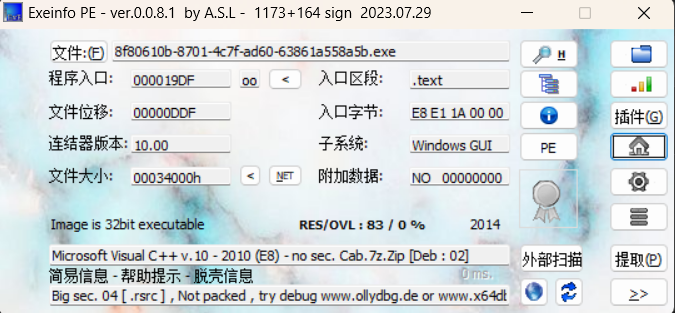 Exeinfo PE - ver.0.0.8.1 by A.S.L - 1173+164 sign 2023.07.29
文件:(F) 8f80610b-8701-4c7f-ad60-63861a558a5b.exe H
程序入口: 000019DF oo < 入口区段: .text
文件位移: 00000DDF 入口字节: E8 E1 1A 00 00 插件(G)
连结器版本: 10.00 子系统: Windows GUI PE
文件大小: 00034000h < NET 附加数据: NO 00000000
Image is 32bit executable RES/OVL : 83 / 0 % 2014
Microsoft Visual C++ v.10 - 2010 (E8) - no sec. Cab.7z.Zip [Deb : 02] 外部扫描 提取(P)
简易信息 - 帮助提示 - 脱壳信息 0 ms.
Big sec. 04 [ .rsrc ] , Not packed , try debug www.ollydbg.de or www.x64dt >>